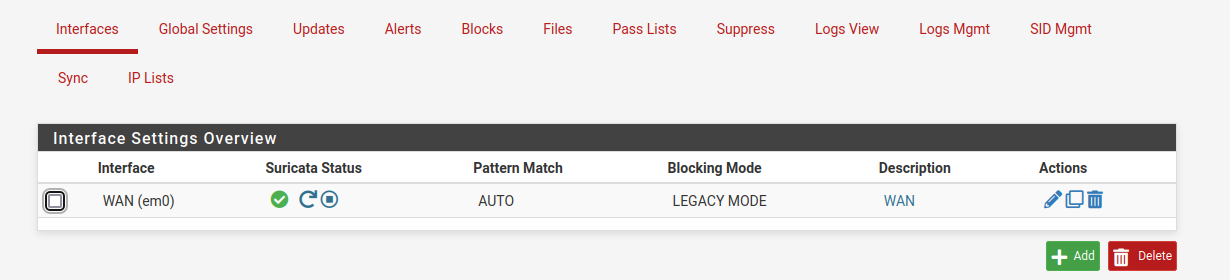 Interfaces Global Settings Updates Alerts Blocks Files Pass Lists Suppress Logs View Logs Mgmt SID Mgmt
Sync IP Lists
Interface Settings Overview
Interface Suricata Status Pattern Match Blocking Mode Description Actions
WAN (em0) AUTO LEGACY MODE WAN
Add Delete